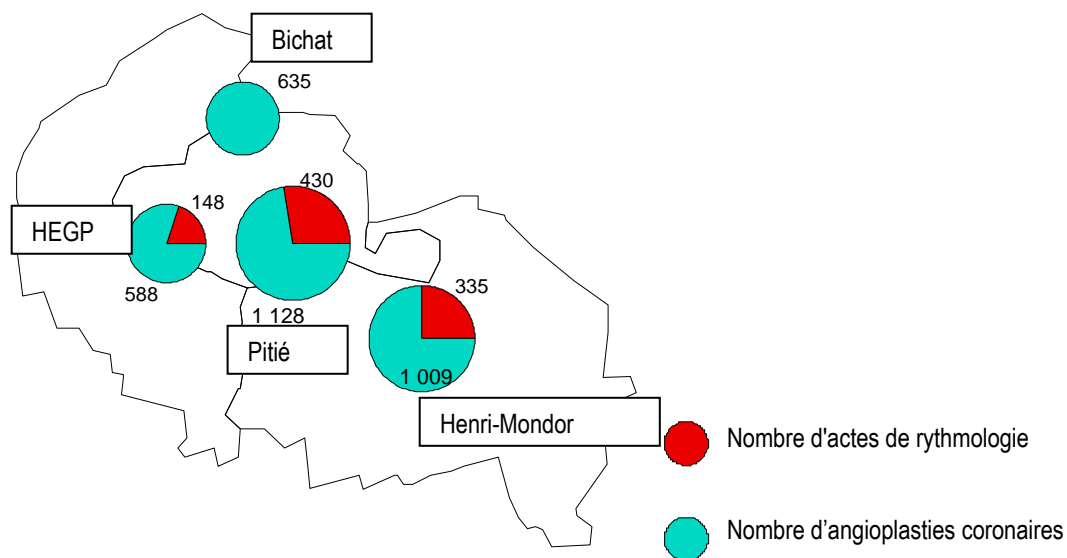 Bichat
635
430
148
HEGP
588
1 128
335
Pitié
1 009
Henri-Mondor
Nombre d'actes de rythmologie
Nombre d’angioplasties coronaires